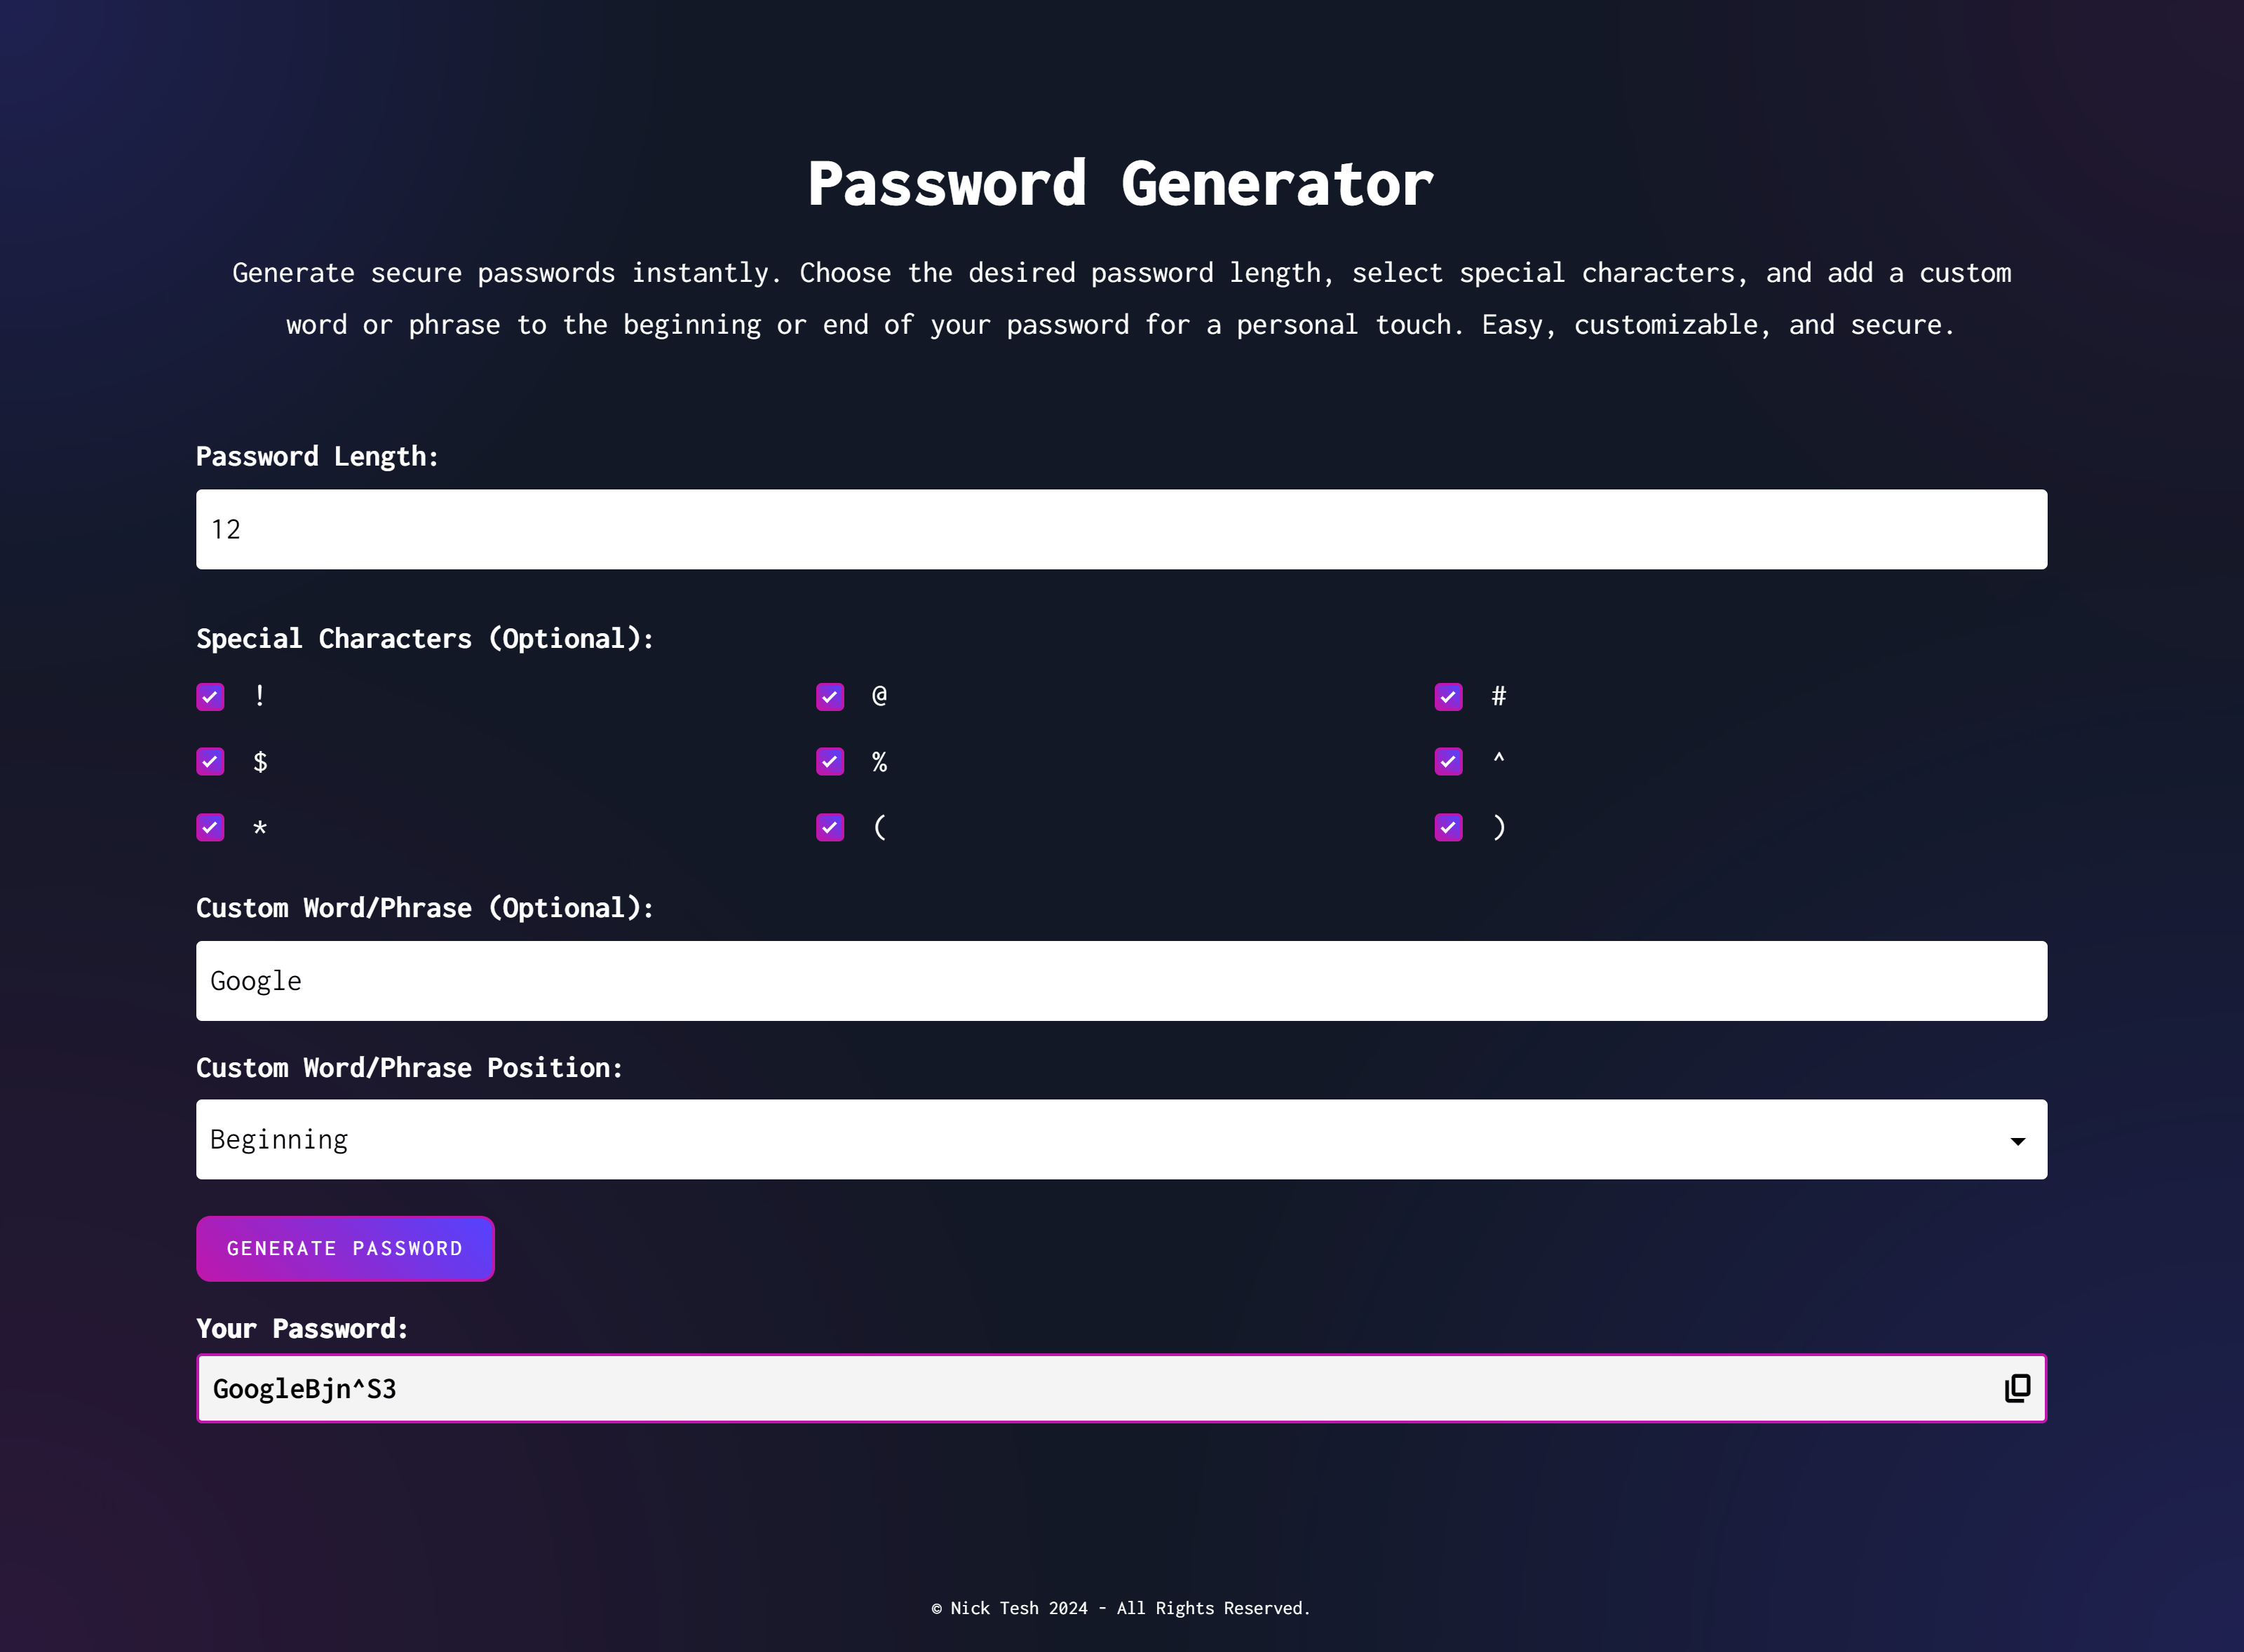 Password Generator
Generate secure passwords instantly. Choose the desired password length, select special characters, and add a custom
word or phrase to the beginning or end of your password for a personal touch. Easy, customizable, and secure.
Password Length:
12
Special Characters (Optional):
! @ #
$ % ^
* ( )
Custom Word/Phrase (Optional):
Google
Custom Word/Phrase Position:
Beginning
GENERATE PASSWORD
Your Password:
GoogleBjn^S3
© Nick Tesh 2024 - All Rights Reserved.